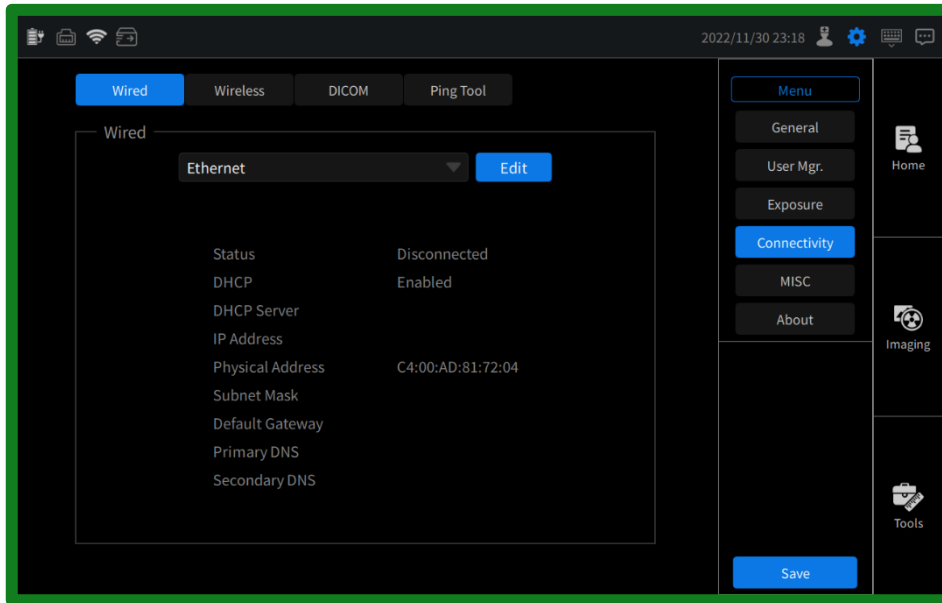 2022/11/30 23:18
Wired Wireless DICOM Ping Tool
Wired
Ethernet Edit
Status Disconnected
DHCP Enabled
DHCP Server
IP Address
Physical Address C4:00:AD:81:72:04
Subnet Mask
Default Gateway
Primary DNS
Secondary DNS
Menu
General
User Mgr.
Exposure
Connectivity
MISC
About
Save
Home
Imaging
Tools